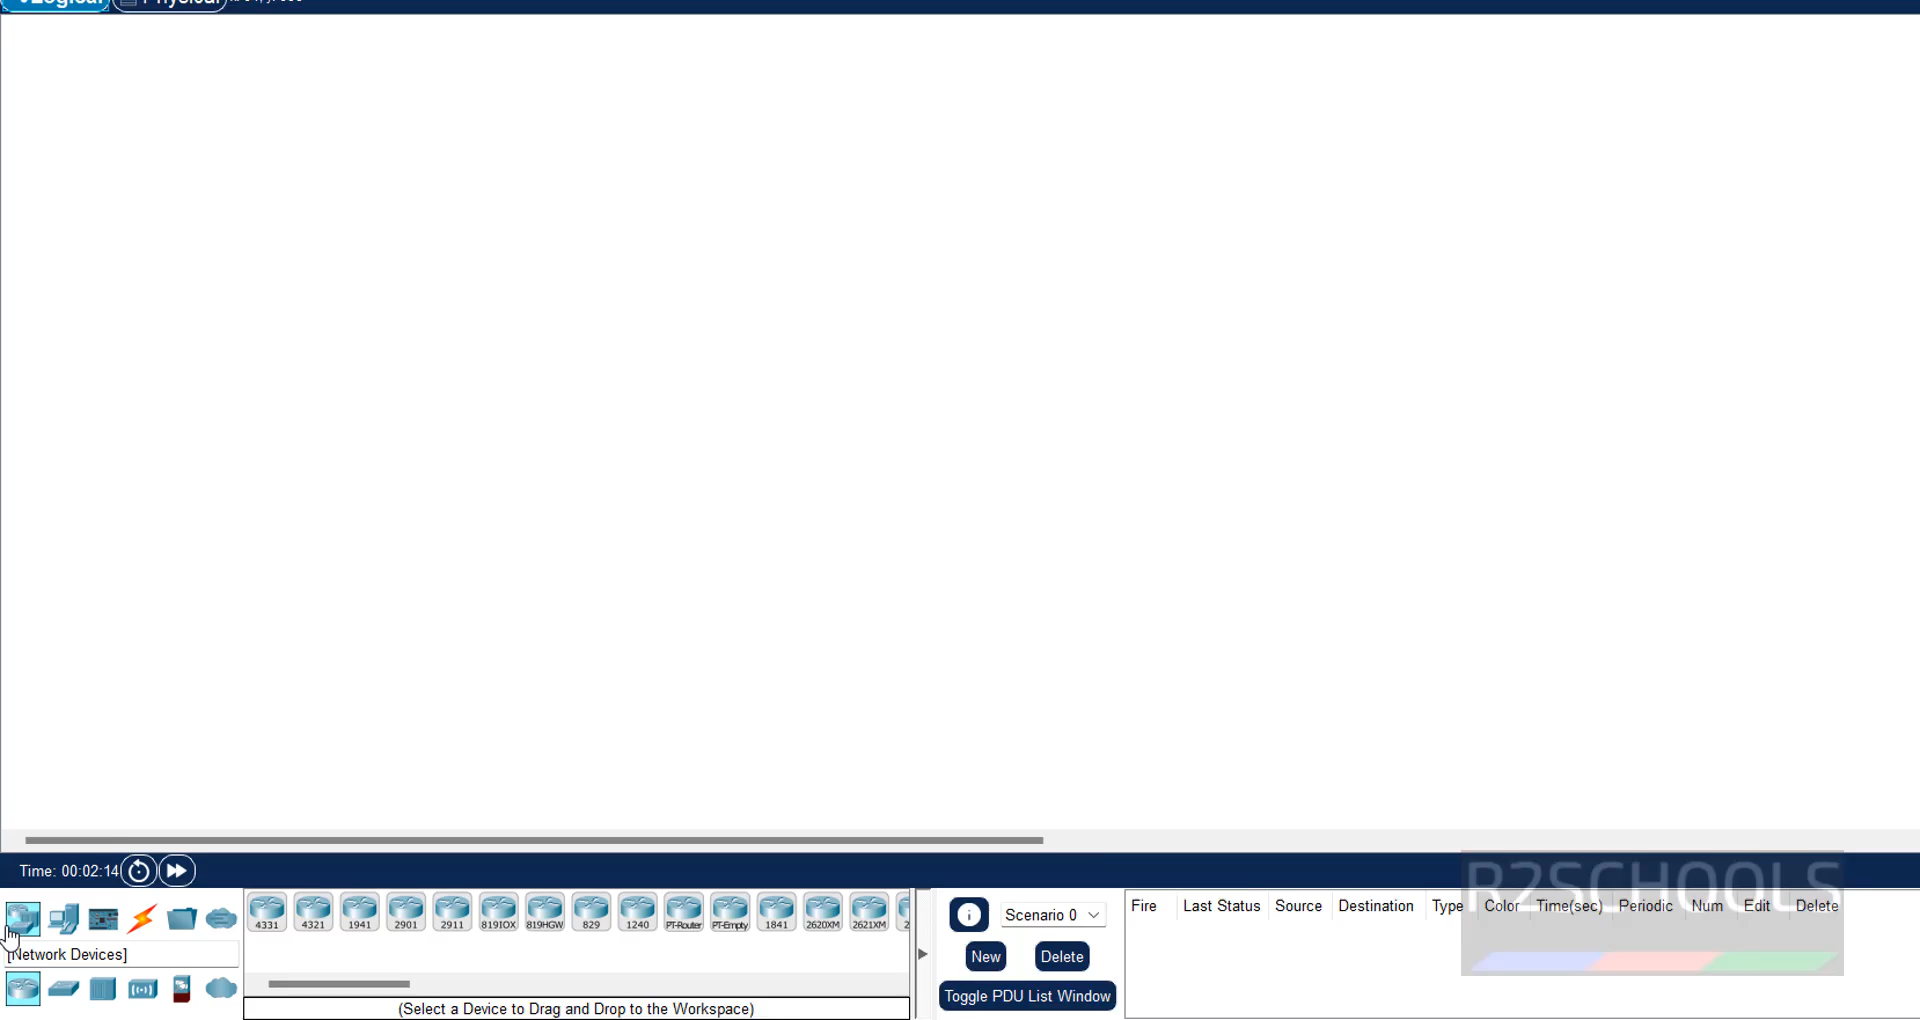 Logical Physical
Time: 00:02:14
4331 4321 1941 2901 2911 819IOX 819HGW 829 1240 PT-Router PT-Empty 1841 2620XM 2621XM
[Network Devices]
(Select a Device to Drag and Drop to the Workspace)
Scenario 0
New Delete
Toggle PDU List Window
Fire Last Status Source Destination Type Color Time(sec) Periodic Num Edit Delete
R2SCHOOLS